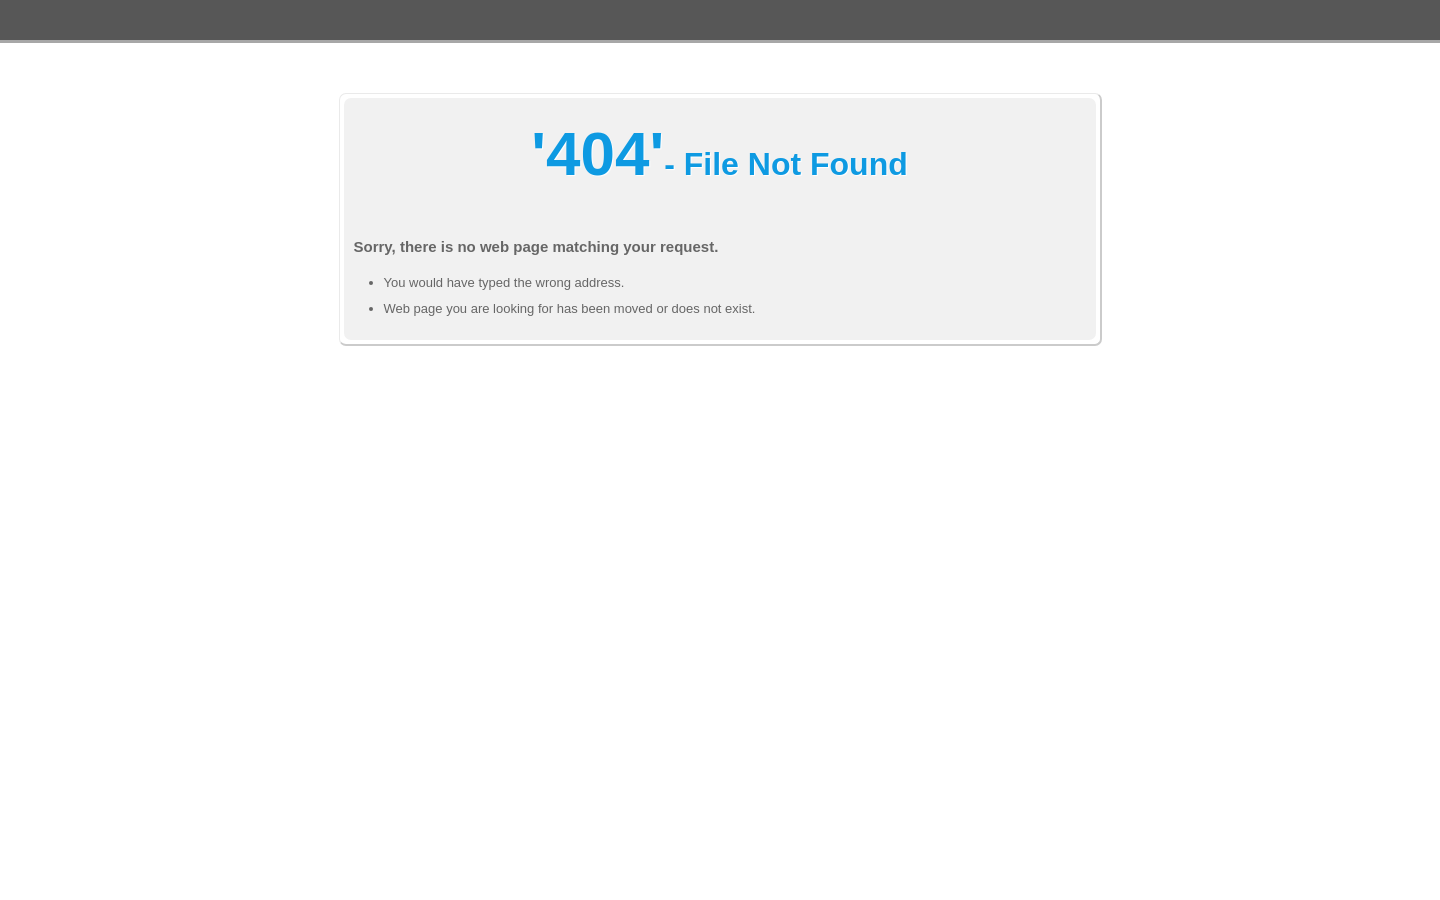 '404'- File Not Found
Sorry, there is no web page matching your request.
• You would have typed the wrong address.
• Web page you are looking for has been moved or does not exist.